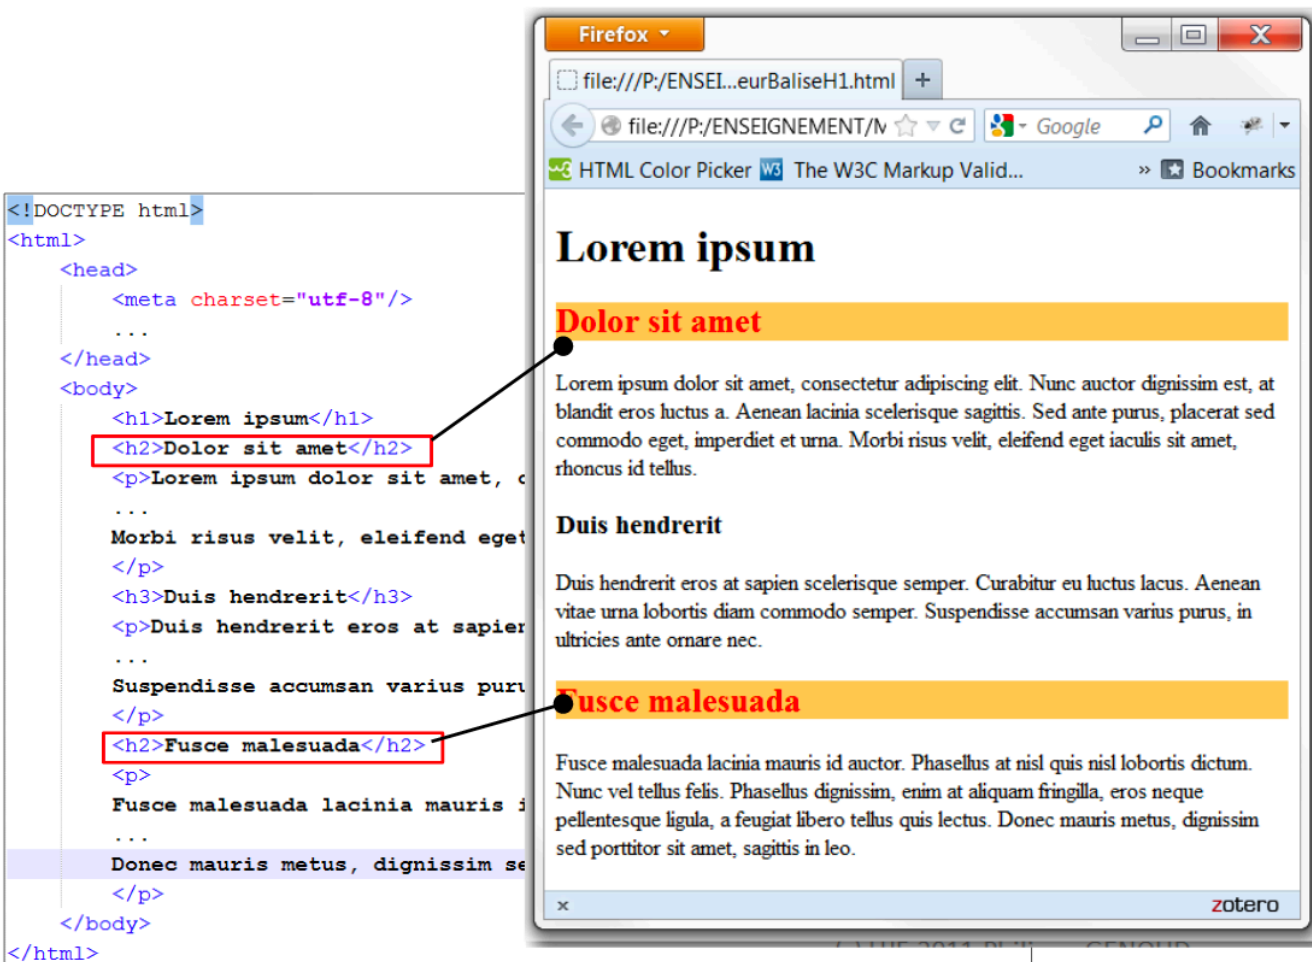 Firefox
file:///P:/ENSEI...eurBaliseH1.html
+
file:///P:/ENSEIGNEMENT/
Google
HTML Color Picker W3 The W3C Markup Valid... » Bookmarks
<!DOCTYPE html>
<html>
<head>
<meta charset="utf-8"/>
...
</head>
<body>
<h1>Lorem ipsum</h1>
<h2>Dolor sit amet</h2>
<p>Lorem ipsum dolor sit amet,
...
Morbi risus velit, eleifend eget
</p>
<h3>Duis hendrerit</h3>
<p>Duis hendrerit eros at sapien
...
Suspendisse accumsan varius puru
</p>
<h2>Fusce malesuada</h2>
<p>
Fusce malesuada lacinia mauris i
...
Donec mauris metus, dignissim se
</p>
</body>
</html>
Lorem ipsum
Dolor sit amet
Lorem ipsum dolor sit amet, consectetur adipiscing elit. Nunc auctor dignissim est, at
blandit eros luctus a. Aenean lacinia scelerisque sagittis. Sed ante purus, placerat sed
commodo eget, imperdiet et urna. Morbi risus velit, eleifend eget iaculis sit amet,
rhoncus id tellus.
Duis hendrerit
Duis hendrerit eros at sapien scelerisque semper. Curabitur eu luctus lacus. Aenean
vitae urna lobortis diam commodo semper. Suspendisse accumsan varius purus, in
ultricies ante ornare nec.
Fusce malesuada
Fusce malesuada lacinia mauris id auctor. Phasellus at nisl quis nisl lobortis dictum.
Nunc vel tellus felis. Phasellus dignissim, enim at aliquam fringilla, eros neque
pellentesque ligula, a feugiat libero tellus quis lectus. Donec mauris metus, dignissim
sed porttitor sit amet, sagittis in leo.
x
zotero